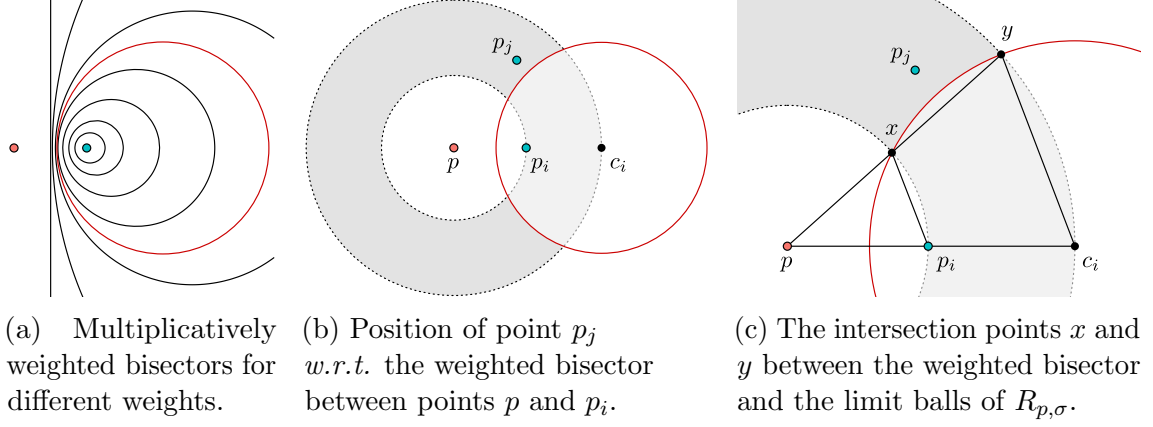 p_j
p
p_i
c_i
y
p_j
x
p
p_i
c_i
(a) Multiplicatively
weighted bisectors for
different weights.
(b) Position of point p_j
w.r.t. the weighted bisector
between points p and p_i.
(c) The intersection points x and
y between the weighted bisector
and the limit balls of R_{p,σ}.